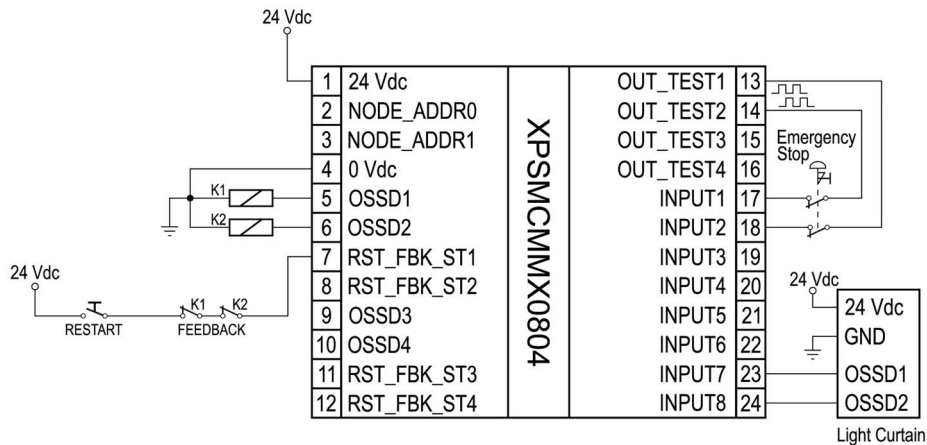 24 Vdc
1 24 Vdc
2 NODE_ADDR0
3 NODE_ADDR1
4 0 Vdc
5 OSSD1
6 OSSD2
7 RST_FBK_ST1
8 RST_FBK_ST2
9 OSSD3
10 OSSD4
11 RST_FBK_ST3
12 RST_FBK_ST4
K1
K2
24 Vdc
RESTART
K1 K2
FEEDBACK
XPSMCMMX0804
OUT_TEST1 13
OUT_TEST2 14
OUT_TEST3 15
OUT_TEST4 16
INPUT1 17
INPUT2 18
INPUT3 19
INPUT4 20
INPUT5 21
INPUT6 22
INPUT7 23
INPUT8 24
Emergency
Stop
24 Vdc
24 Vdc
GND
OSSD1
OSSD2
Light Curtain